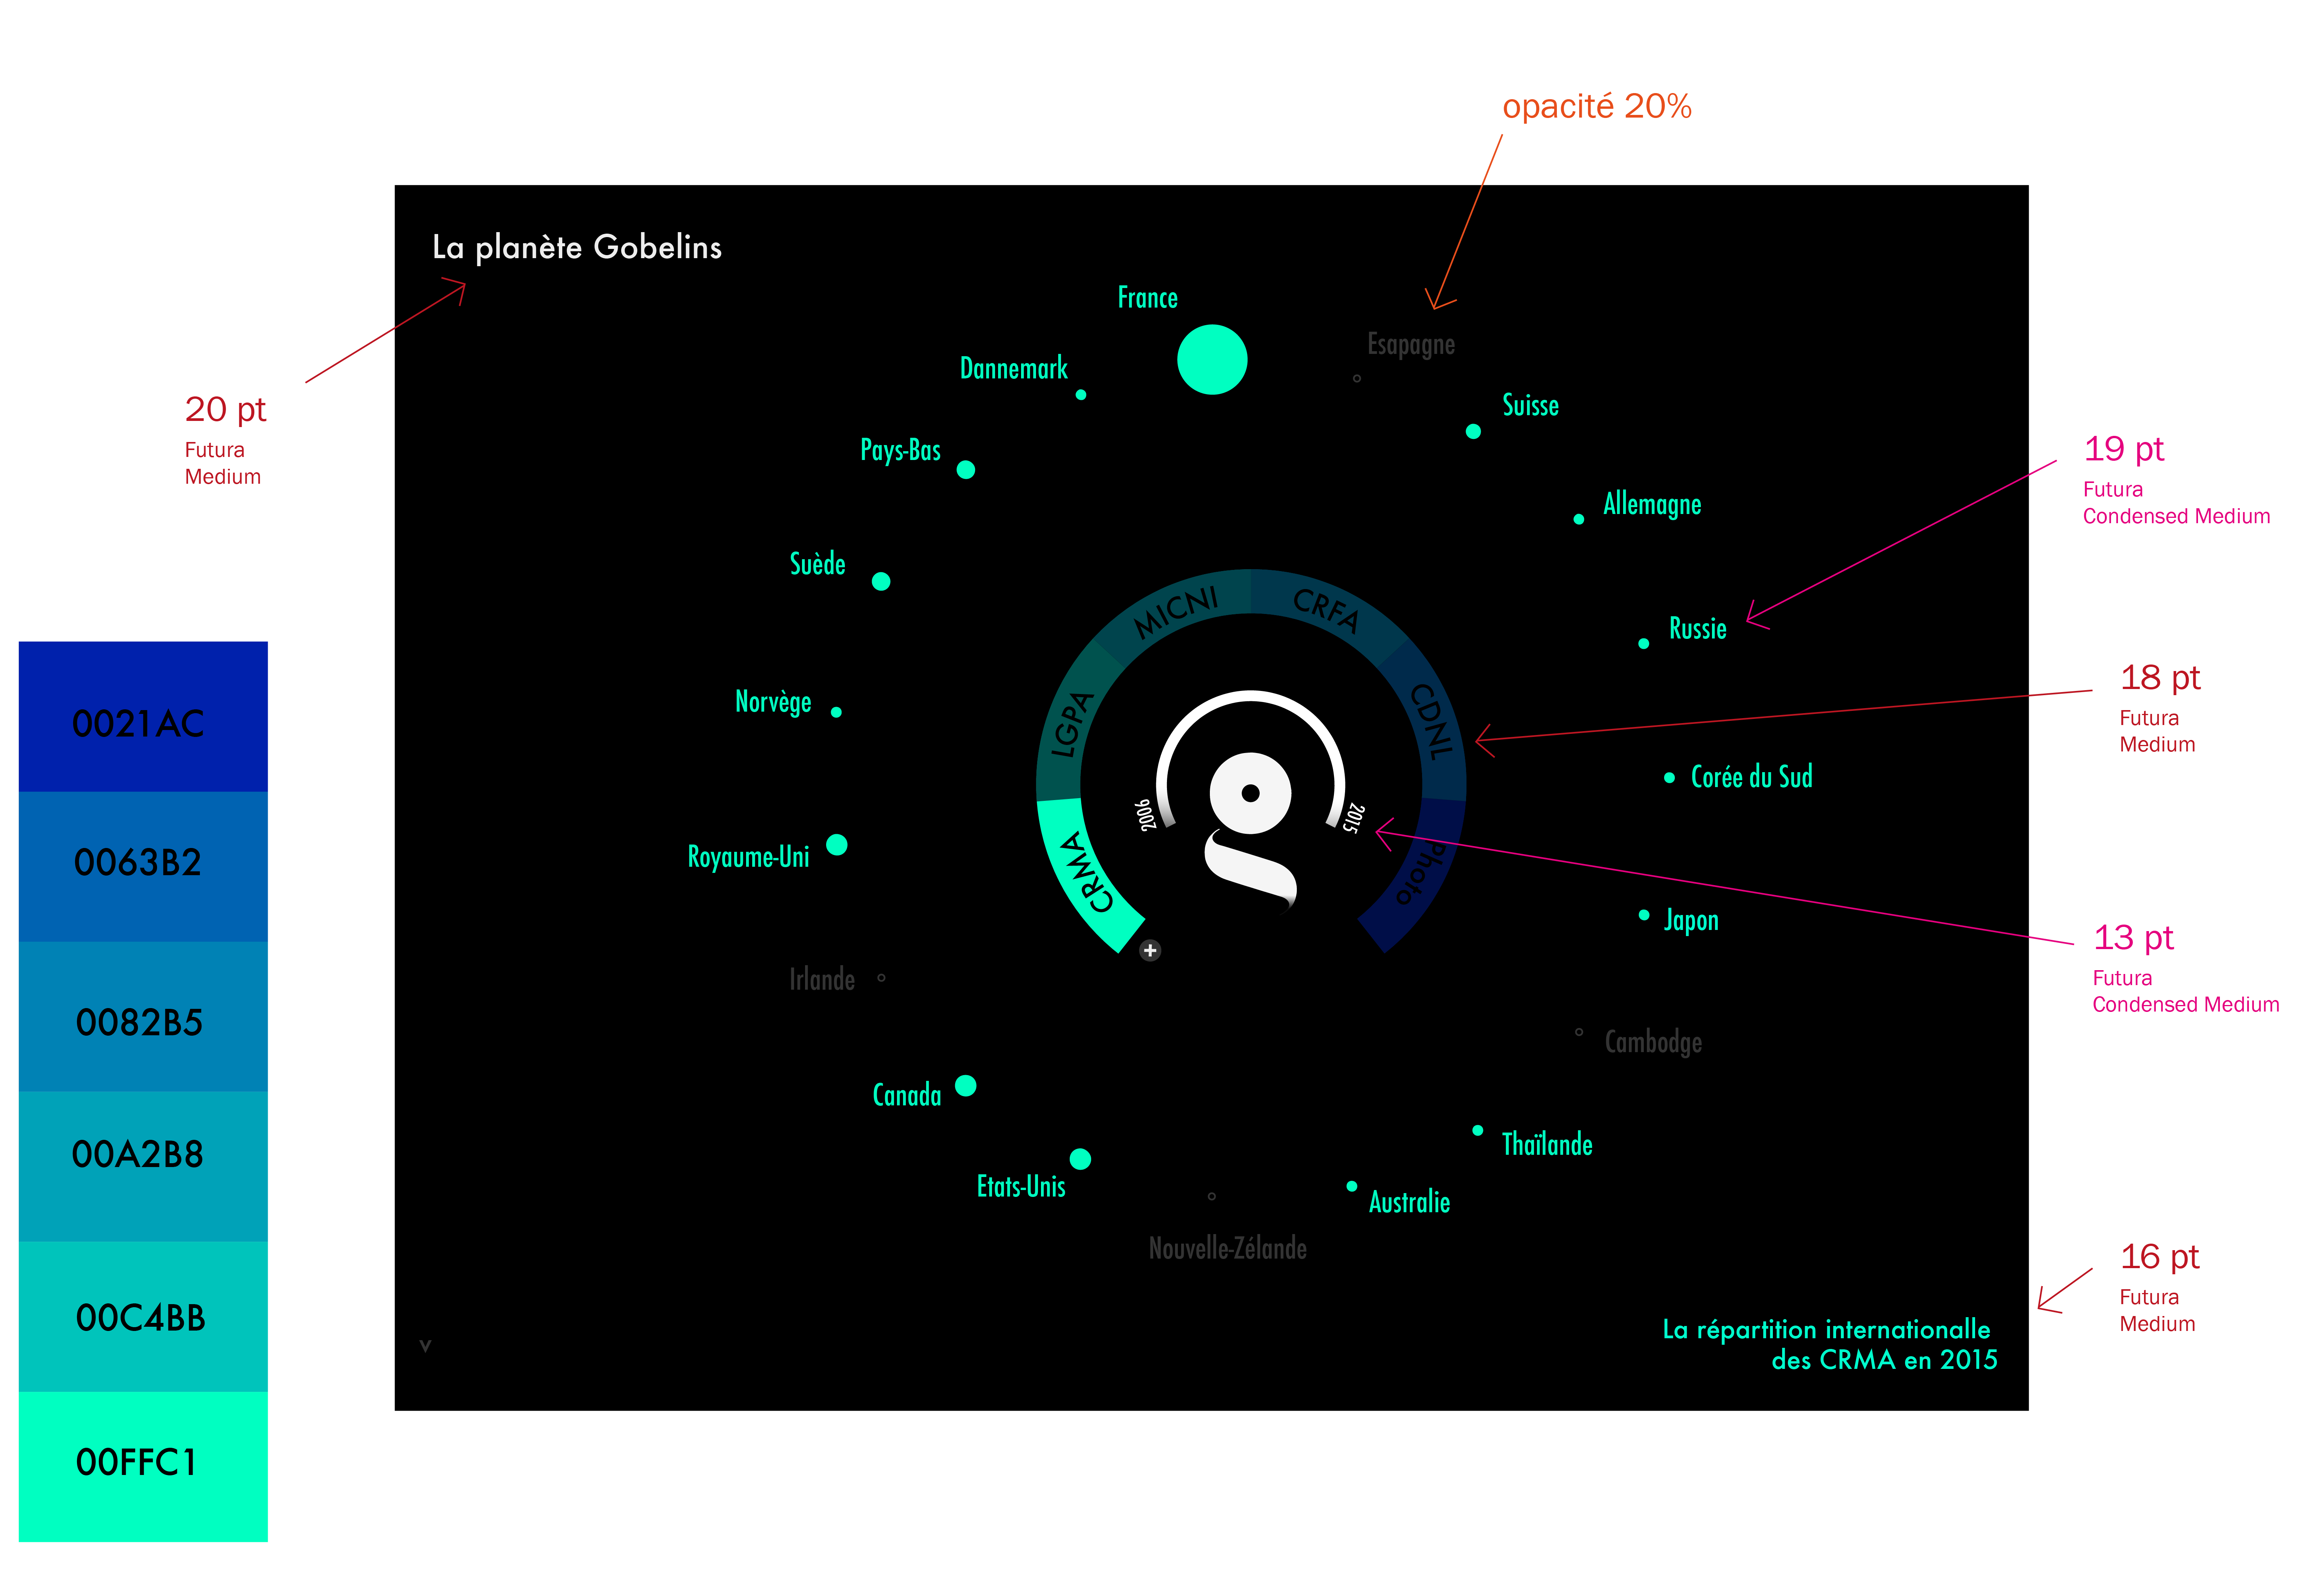 opacité 20%
La planète Gobelins
France
Esapagne
Dannemark
Suisse
20 pt
Futura
Medium
Pays-Bas
19 pt
Futura
Condensed Medium
Allemagne
Suède
MICNI
CRFA
Russie
18 pt
Futura
Medium
0021AC
Norvège
LGPA
CDNL
Corée du Sud
2006
2015
0063B2
Royaume-Uni
CRMA
Photo
Japon
13 pt
Futura
Condensed Medium
+
Irlande
0082B5
Cambodge
Canada
00A2B8
Thaïlande
Etats-Unis
Australie
Nouvelle-Zélande
16 pt
Futura
Medium
00C4BB
v
La répartition internationalle
des CRMA en 2015
00FFC1